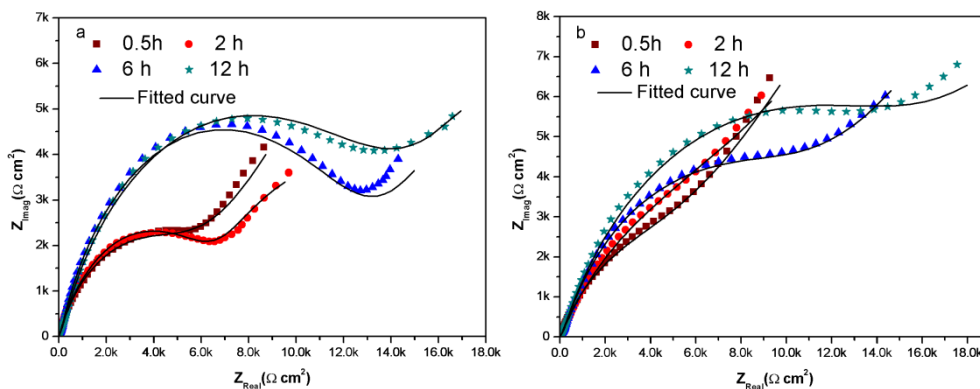 a
0.5h
2 h
6 h
12 h
Fitted curve
7k
6k
5k
4k
3k
2k
1k
0
Z_Imag(Ω cm²)
0.0
2.0k
4.0k
6.0k
8.0k
10.0k
12.0k
14.0k
16.0k
18.0k
Z_Real(Ω cm²)
b
0.5h
2 h
6 h
12 h
Fitted curve
8k
7k
6k
5k
4k
3k
2k
1k
0
Z_Imag(Ω cm²)
0.0
2.0k
4.0k
6.0k
8.0k
10.0k
12.0k
14.0k
16.0k
18.0k
Z_Real(Ω cm²)